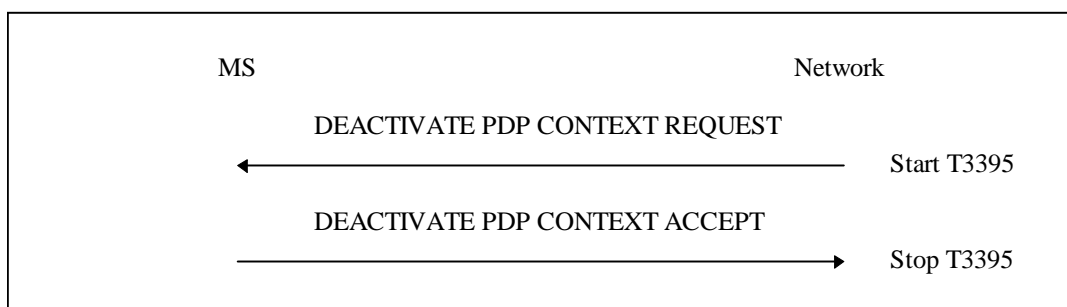 MS Network
DEACTIVATE PDP CONTEXT REQUEST
Start T3395
DEACTIVATE PDP CONTEXT ACCEPT
Stop T3395